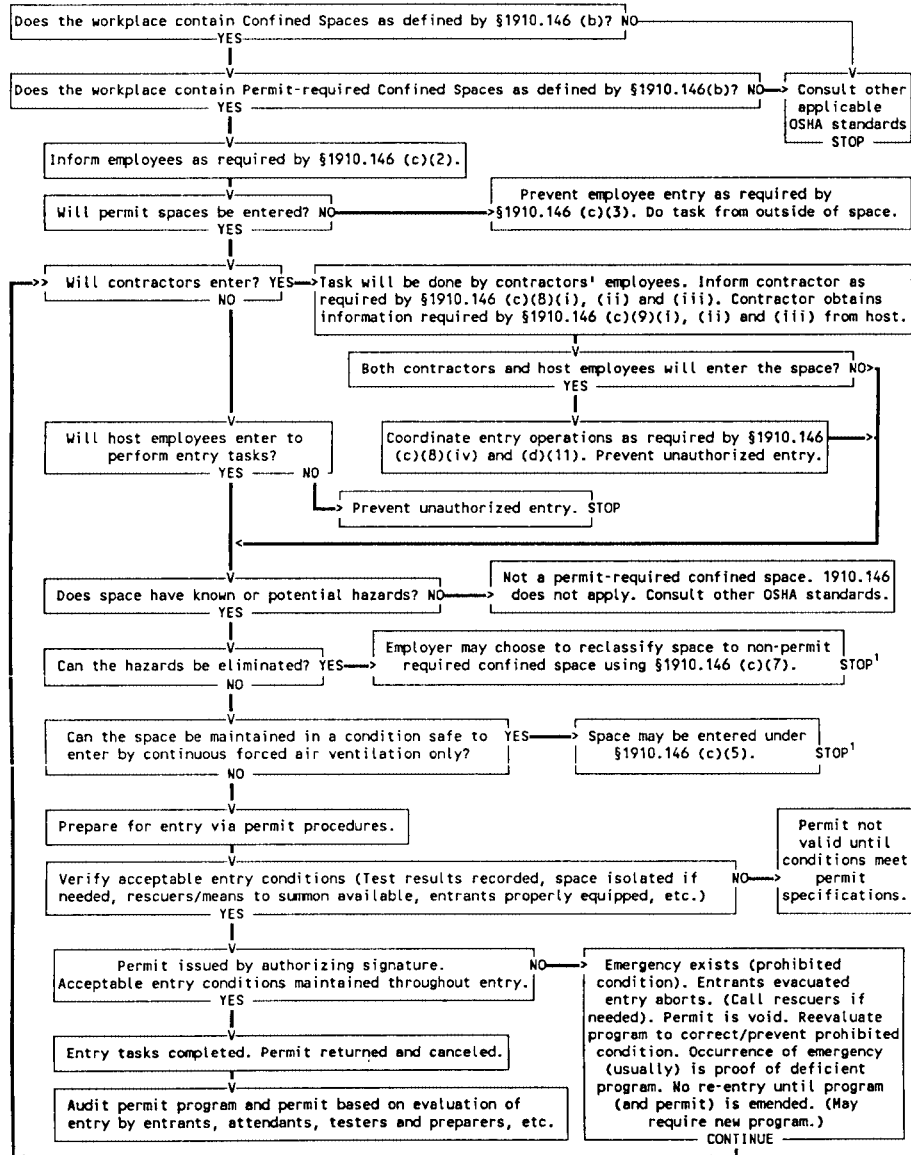 Does the workplace contain Confined Spaces as defined by §1910.146 (b)? NO
YES
Does the workplace contain Permit-required Confined Spaces as defined by §1910.146(b)? NO
YES
Consult other
applicable
OSHA standards
STOP
Inform employees as required by §1910.146 (c)(2).
Will permit spaces be entered? NO
YES
Prevent employee entry as required by
§1910.146 (c)(3). Do task from outside of space.
Will contractors enter? YES
NO
Task will be done by contractors' employees. Inform contractor as
required by §1910.146 (c)(8)(i), (ii) and (iii). Contractor obtains
information required by §1910.146 (c)(9)(i), (ii) and (iii) from host.
Both contractors and host employees will enter the space? NO
YES
Will host employees enter to
perform entry tasks?
YES NO
Coordinate entry operations as required by §1910.146
(c)(8)(iv) and (d)(11). Prevent unauthorized entry.
Prevent unauthorized entry. STOP
Does space have known or potential hazards? NO
YES
Not a permit-required confined space. 1910.146
does not apply. Consult other OSHA standards.
Can the hazards be eliminated? YES
NO
Employer may choose to reclassify space to non-permit
required confined space using §1910.146 (c)(7). STOP¹
Can the space be maintained in a condition safe to
enter by continuous forced air ventilation only?
YES
NO
Space may be entered under
§1910.146 (c)(5). STOP¹
Prepare for entry via permit procedures.
Verify acceptable entry conditions (Test results recorded, space isolated if
needed, rescuers/means to summon available, entrants properly equipped, etc.)
NO
YES
Permit not
valid until
conditions meet
permit
specifications.
Permit issued by authorizing signature.
Acceptable entry conditions maintained throughout entry.
NO
YES
Emergency exists (prohibited
condition). Entrants evacuated
entry aborts. (Call rescuers if
needed). Permit is void. Reevaluate
program to correct/prevent prohibited
condition. Occurrence of emergency
(usually) is proof of deficient
program. No re-entry until program
(and permit) is emended. (May
require new program.)
CONTINUE
Entry tasks completed. Permit returned and canceled.
Audit permit program and permit based on evaluation of
entry by entrants, attendants, testers and preparers, etc.